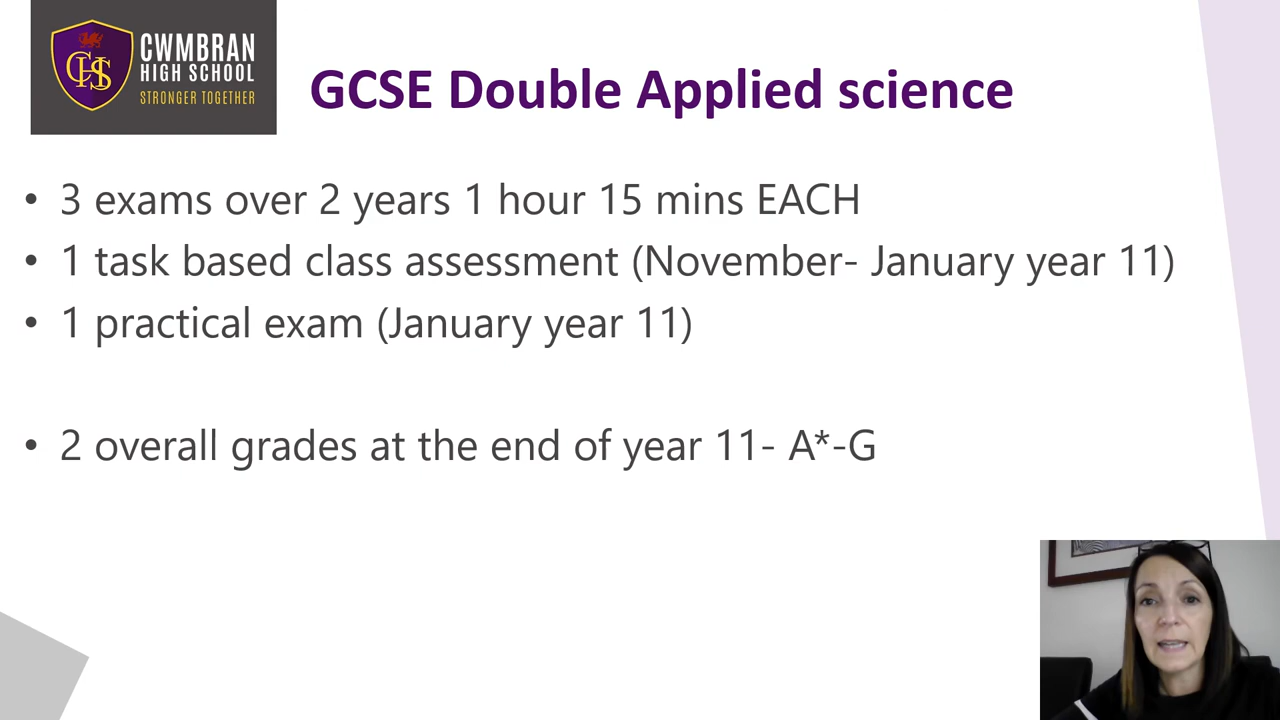 CWMBRAN
HIGH SCHOOL
STRONGER TOGETHER
CHS
GCSE Double Applied science
• 3 exams over 2 years 1 hour 15 mins EACH
• 1 task based class assessment (November- January year 11)
• 1 practical exam (January year 11)
• 2 overall grades at the end of year 11- A*-G